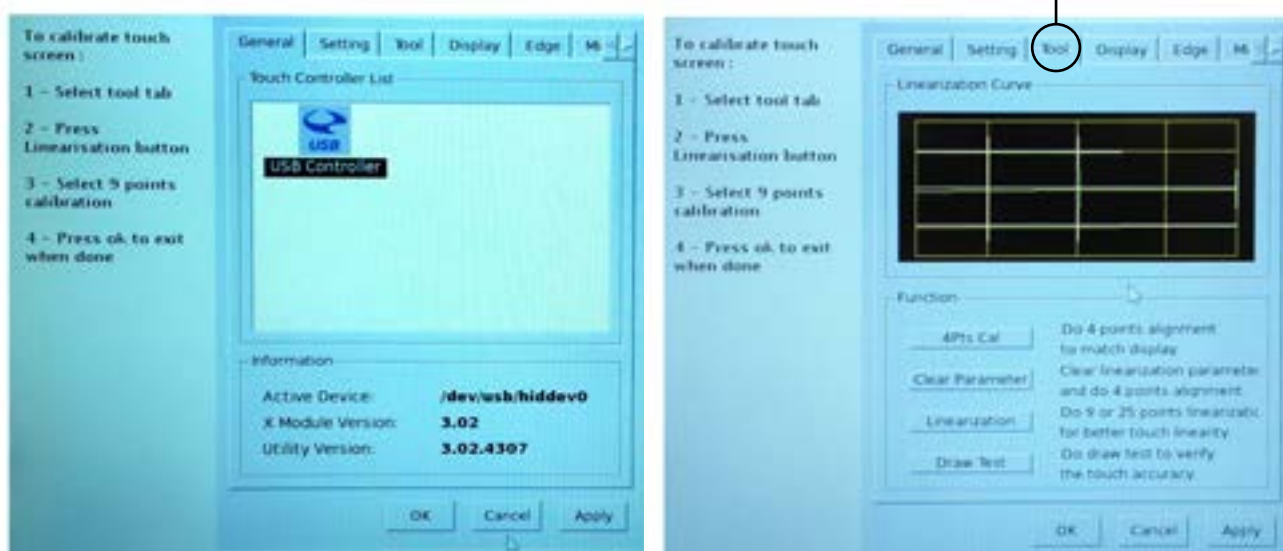 To calibrate touch
screen :
1 - Select tool tab
2 - Press
Linearisation button
3 - Select 9 points
calibration
4 - Press ok to exit
when done
General Setting Tool Display Edge
Touch Controller List
USB
USB Controller
Information
Active Device: /dev/usb/hiddev0
X Module Version: 3.02
Utility Version: 3.02.4307
OK Cancel Apply
To calibrate touch
screen :
1 - Select tool tab
2 - Press
Linearisation button
3 - Select 9 points
calibration
4 - Press ok to exit
when done
General Setting Tool Display Edge
Linearization Curve
Function
4Pts Cal
Do 4 points alignment
to match display.
Clear Parameter
Clear linearization parameter
and do 4 points alignment.
Linearization
Do 9 or 25 points linearizatic
for better touch linearity.
Draw Test
Do draw test to verify
the touch accuracy.
OK Cancel Apply